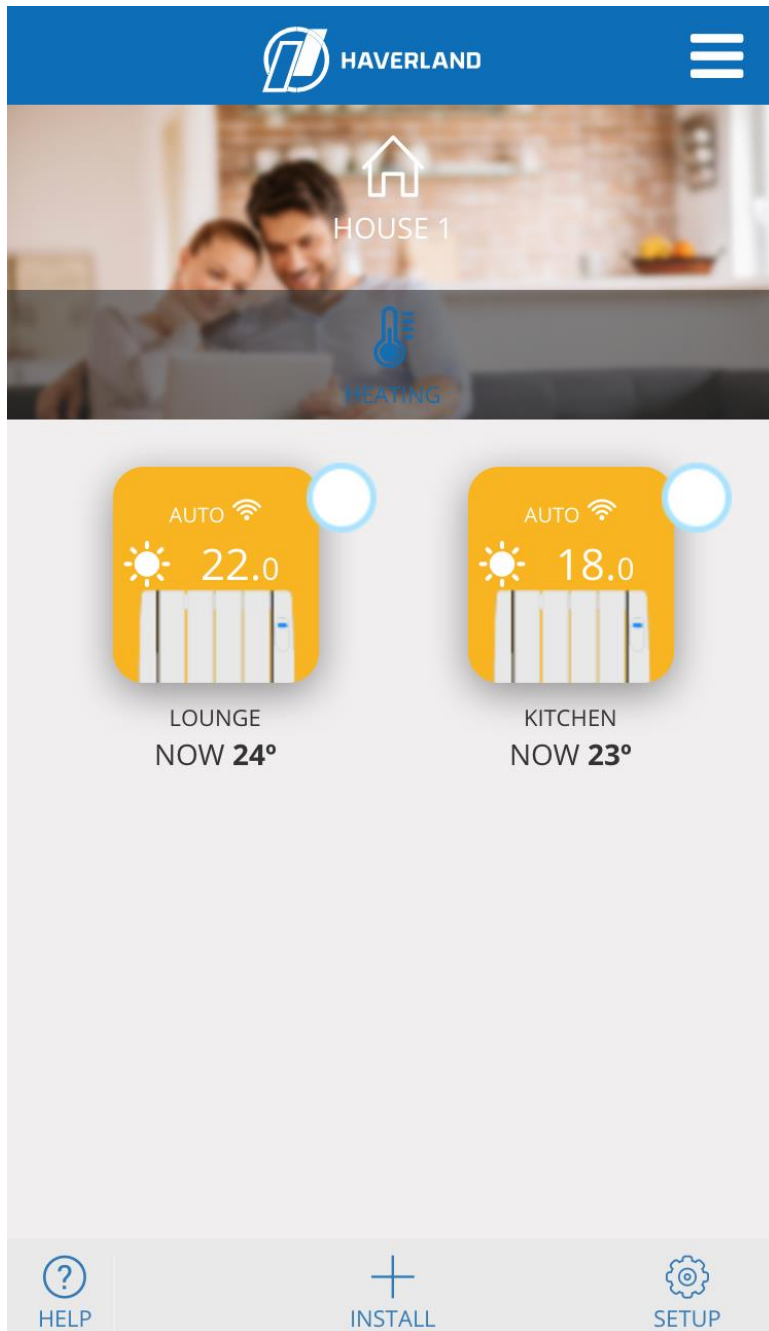 HAVERLAND
HOUSE 1
HEATING
AUTO
22.0
LOUNGE
NOW 24º
AUTO
18.0
KITCHEN
NOW 23º
?
HELP
INSTALL
SETUP